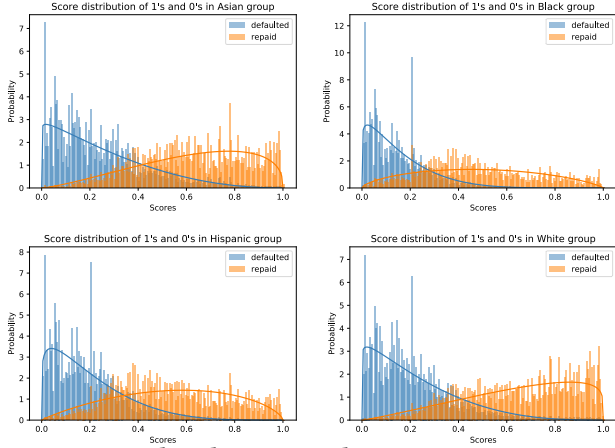 Score distribution of 1's and 0's in Asian group
Score distribution of 1's and 0's in Black group
defaulted
repaid
defaulted
repaid
Probability
7
6
5
4
3
2
1
0
Probability
12
10
8
6
4
2
0
0.0 0.2 0.4 0.6 0.8 1.0
0.0 0.2 0.4 0.6 0.8 1.0
Scores
Scores
Score distribution of 1's and 0's in Hispanic group
Score distribution of 1's and 0's in White group
defaulted
repaid
defaulted
repaid
Probability
8
7
6
5
4
3
2
1
0
Probability
7
6
5
4
3
2
1
0
0.0 0.2 0.4 0.6 0.8 1.0
0.0 0.2 0.4 0.6 0.8 1.0
Scores
Scores